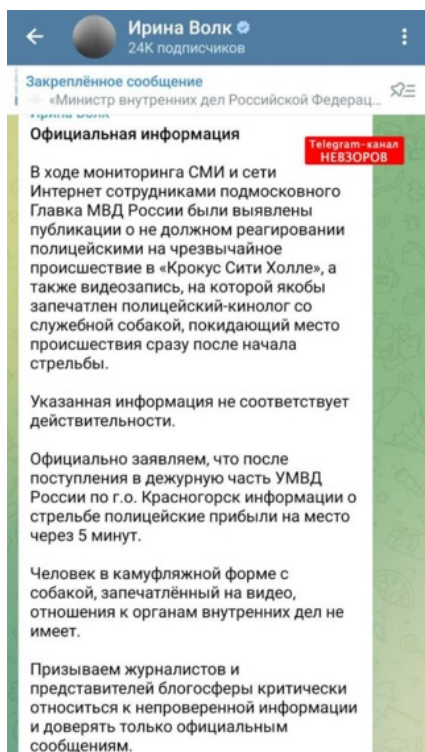 Ирина Волк
24K подписчиков
Закреплённое сообщение
«Министр внутренних дел Российской Федерац...
Ирина Волк
Официальная информация
Telegram-канал
НЕВЗОРОВ
В ходе мониторинга СМИ и сети
Интернет сотрудниками подмосковного
Главка МВД России были выявлены
публикации о не должном реагировании
полицейскими на чрезвычайное
происшествие в «Крокус Сити Холле», а
также видеозапись, на которой якобы
запечатлен полицейский-кинолог со
служебной собакой, покидающий место
происшествия сразу после начала
стрельбы.
Указанная информация не соответствует
действительности.
Официально заявляем, что после
поступления в дежурную часть УМВД
России по г.о. Красногорск информации о
стрельбе полицейские прибыли на место
через 5 минут.
Человек в камуфляжной форме с
собакой, запечатлённый на видео,
отношения к органам внутренних дел не
имеет.
Призываем журналистов и
представителей блогосферы критически
относиться к непроверенной информации
и доверять только официальным
сообщениям.